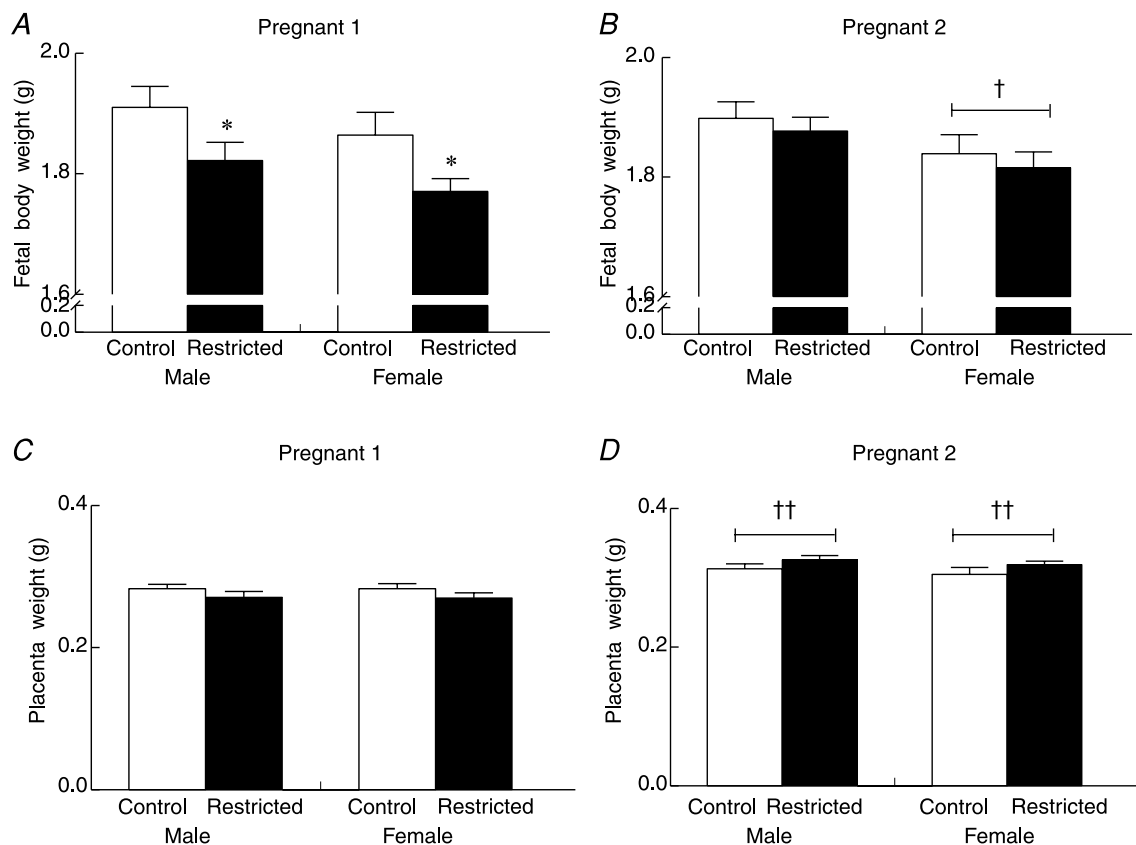 A
Pregnant 1
Fetal body weight (g)
2.0
1.8
1.6
0.2
0.0
*
*
Control Restricted Control Restricted
Male Female
B
Pregnant 2
Fetal body weight (g)
2.0
1.8
1.6
0.2
0.0
†
Control Restricted Control Restricted
Male Female
C
Pregnant 1
Placenta weight (g)
0.4
0.2
0.0
Control Restricted Control Restricted
Male Female
D
Pregnant 2
Placenta weight (g)
0.4
0.2
0.0
†† ††
Control Restricted Control Restricted
Male Female